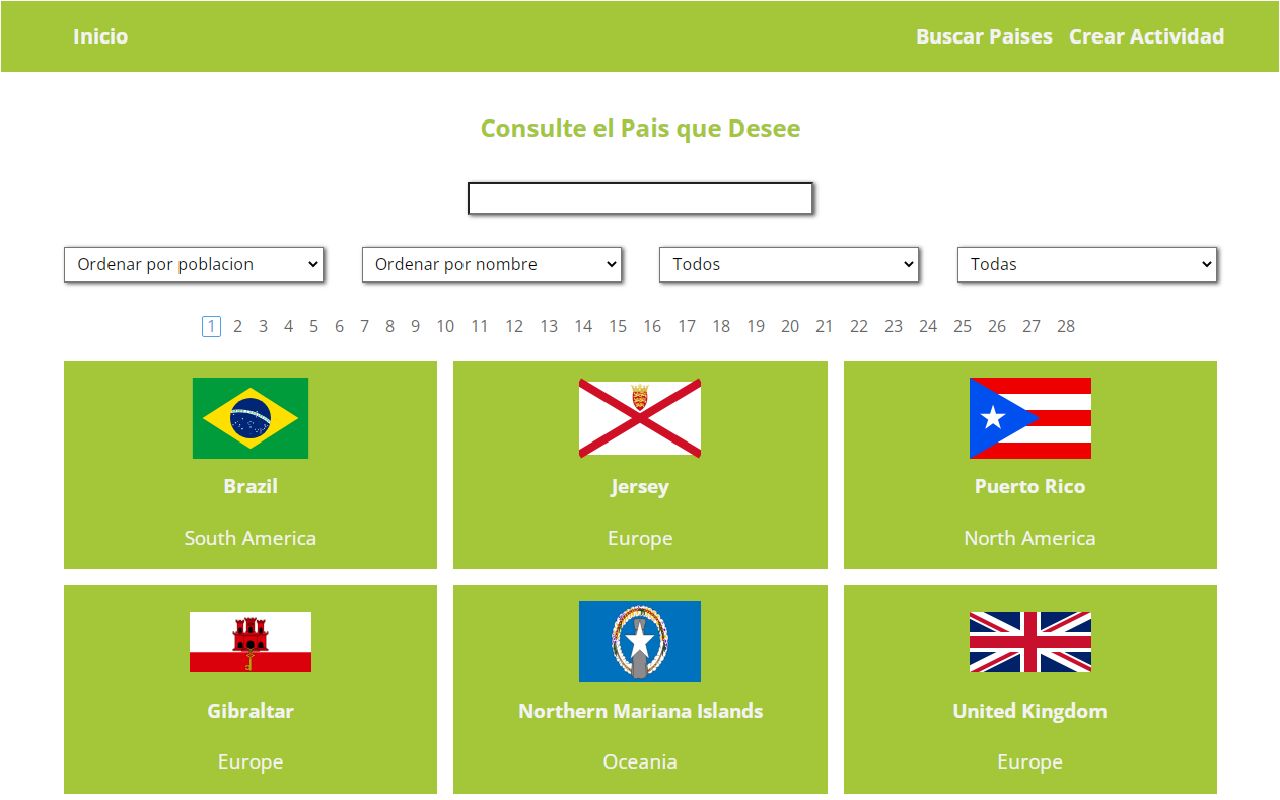 Inicio Buscar Paises Crear Actividad
Consulte el Pais que Desee
Ordenar por poblacion Ordenar por nombre Todos Todas
1 2 3 4 5 6 7 8 9 10 11 12 13 14 15 16 17 18 19 20 21 22 23 24 25 26 27 28
Brazil Jersey Puerto Rico
South America Europe North America
Gibraltar Northern Mariana Islands United Kingdom
Europe Oceania Europe